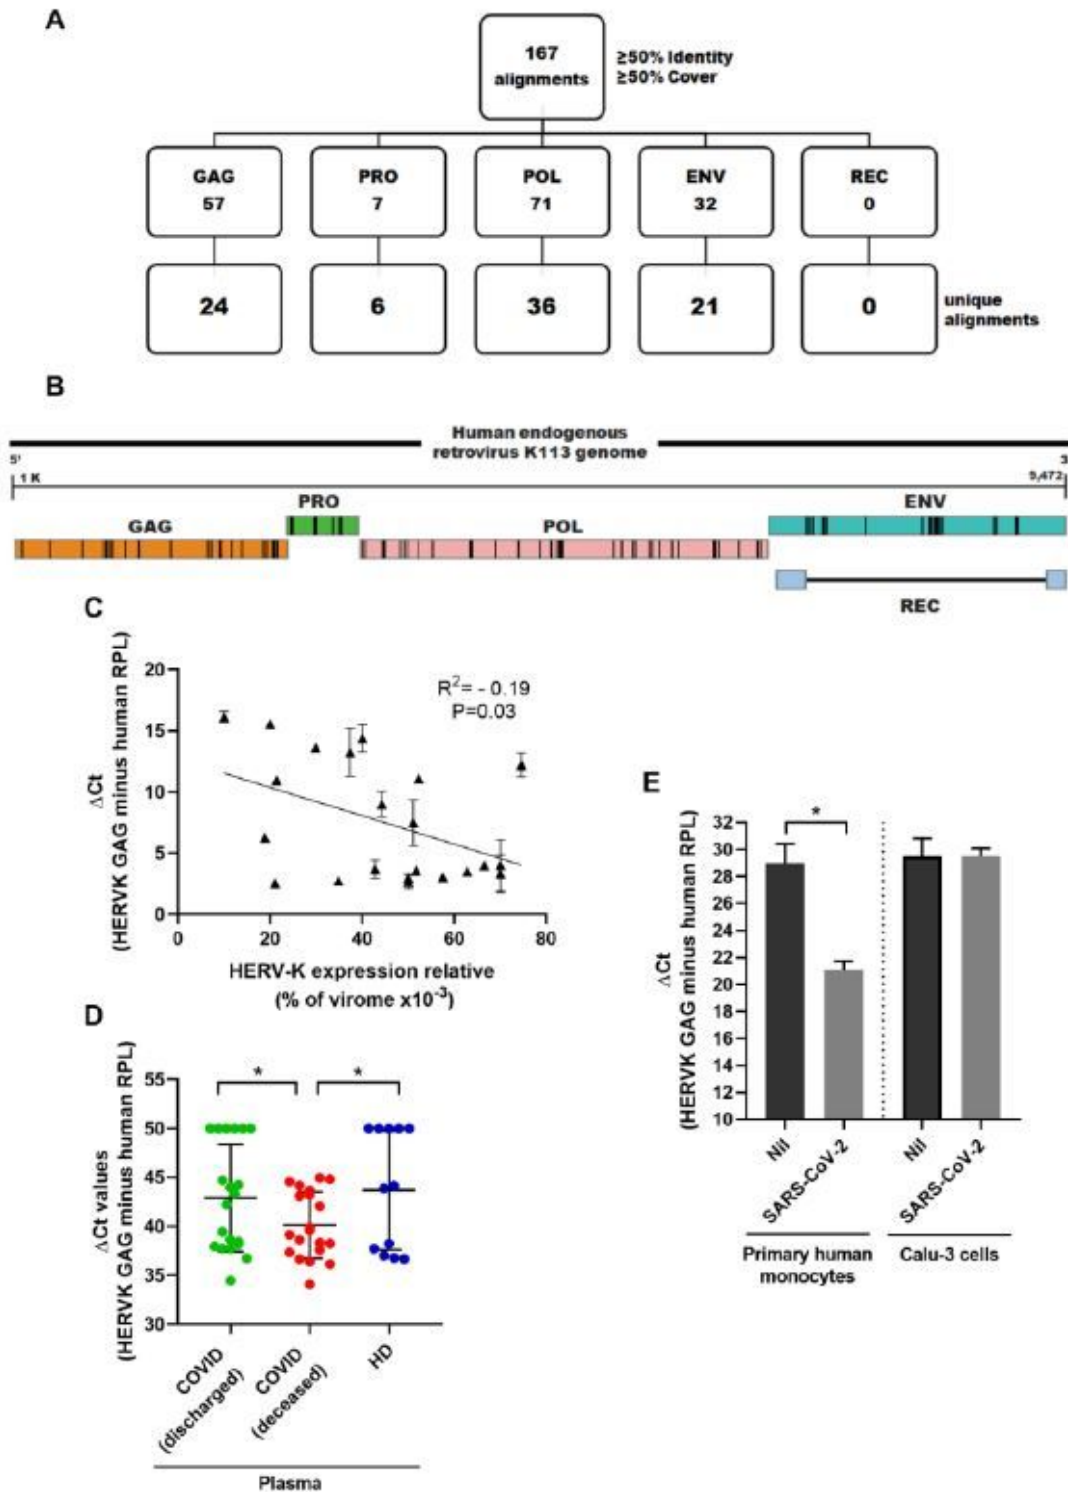 A
167
alignments
≥50% Identity
≥50% Cover
GAG
57
PRO
7
POL
71
ENV
32
REC
0
24
6
36
21
0
unique
alignments
B
Human endogenous
retrovirus K113 genome
5'
3
1 K
9,472
PRO
ENV
GAG
POL
REC
C
ΔCt
(HERVK GAG minus human RPL)
20
15
10
5
0
R²= - 0.19
P=0.03
0
20
40
60
80
HERV-K expression relative
(% of virome x10⁻³)
D
ΔCt values
(HERVK GAG minus human RPL)
55
50
45
40
35
30
*
*
COVID
(discharged)
COVID
(deceased)
HD
Plasma
E
ΔCt
(HERVK GAG minus human RPL)
32
30
28
26
24
22
20
18
16
14
12
10
*
Nil
SARS-CoV-2
Nil
SARS-CoV-2
Primary human
monocytes
Calu-3 cells